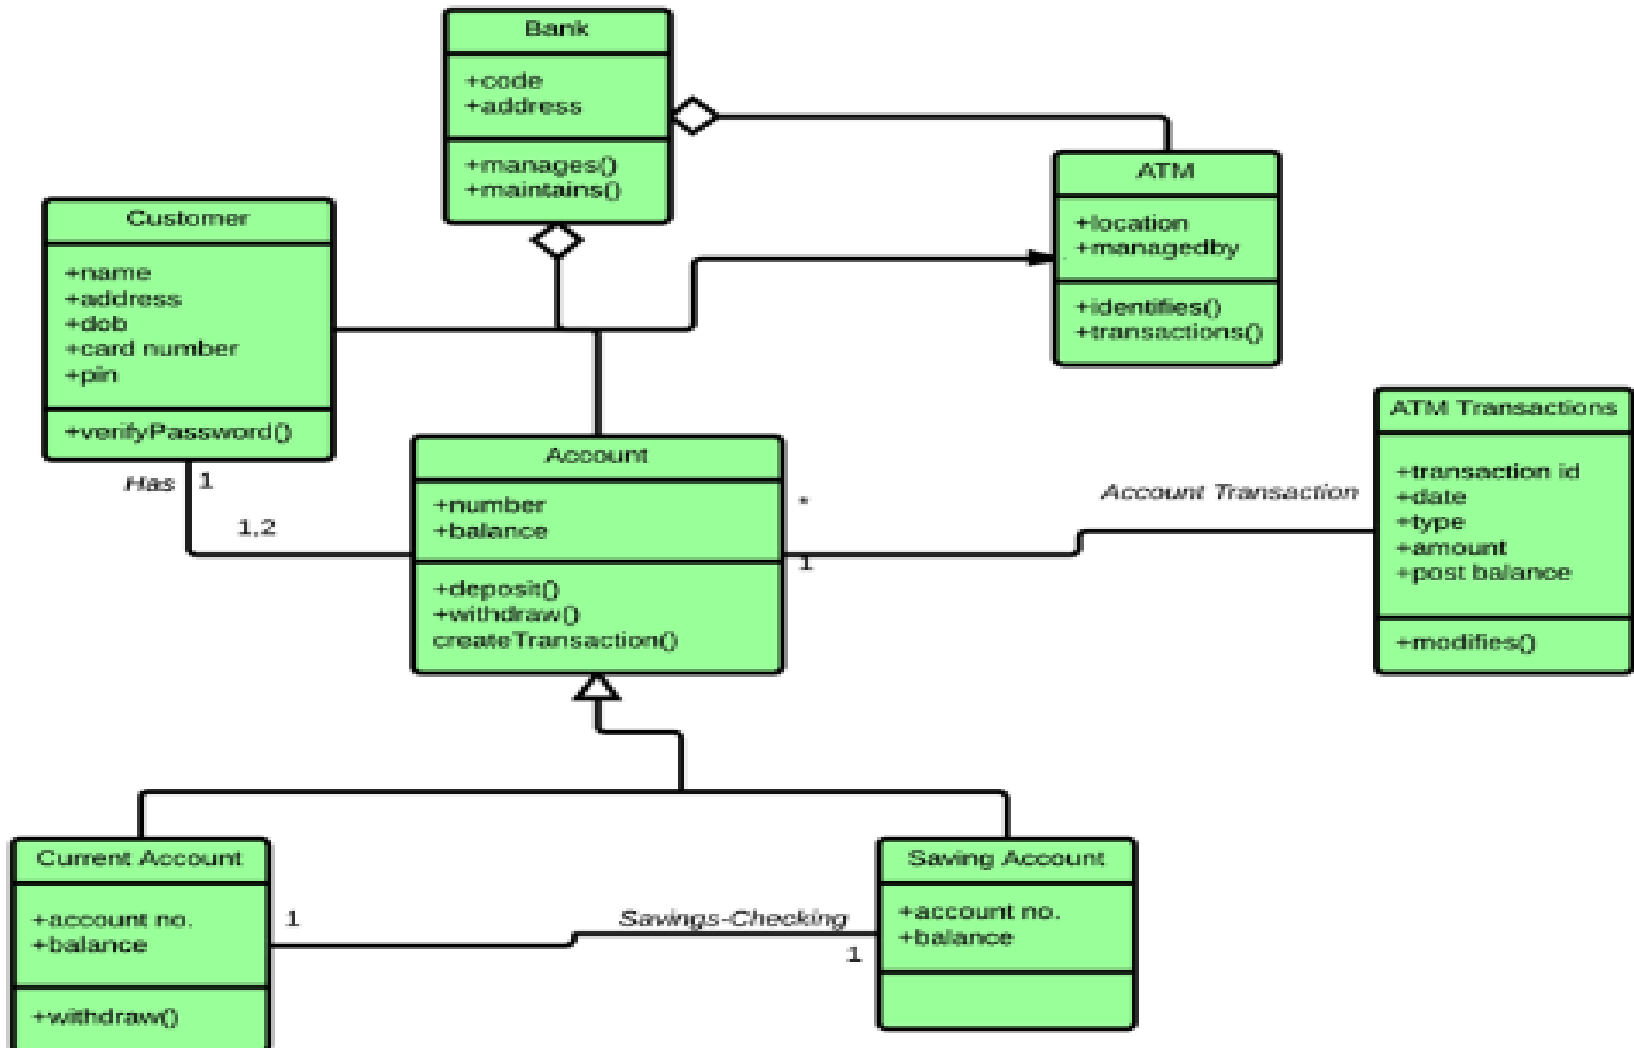 Bank
+code
+address
+manages()
+maintains()
ATM
+location
+managedby
+identifies()
+transactions()
Customer
+name
+address
+dob
+card number
+pin
+verifyPassword()
Has
1
1,2
Account
+number
+balance
+deposit()
+withdraw()
createTransaction()
*
1
Account Transaction
ATM Transactions
+transaction id
+date
+type
+amount
+post balance
+modifies()
Current Account
+account no.
+balance
+withdraw()
1
Savings-Checking
1
Saving Account
+account no.
+balance